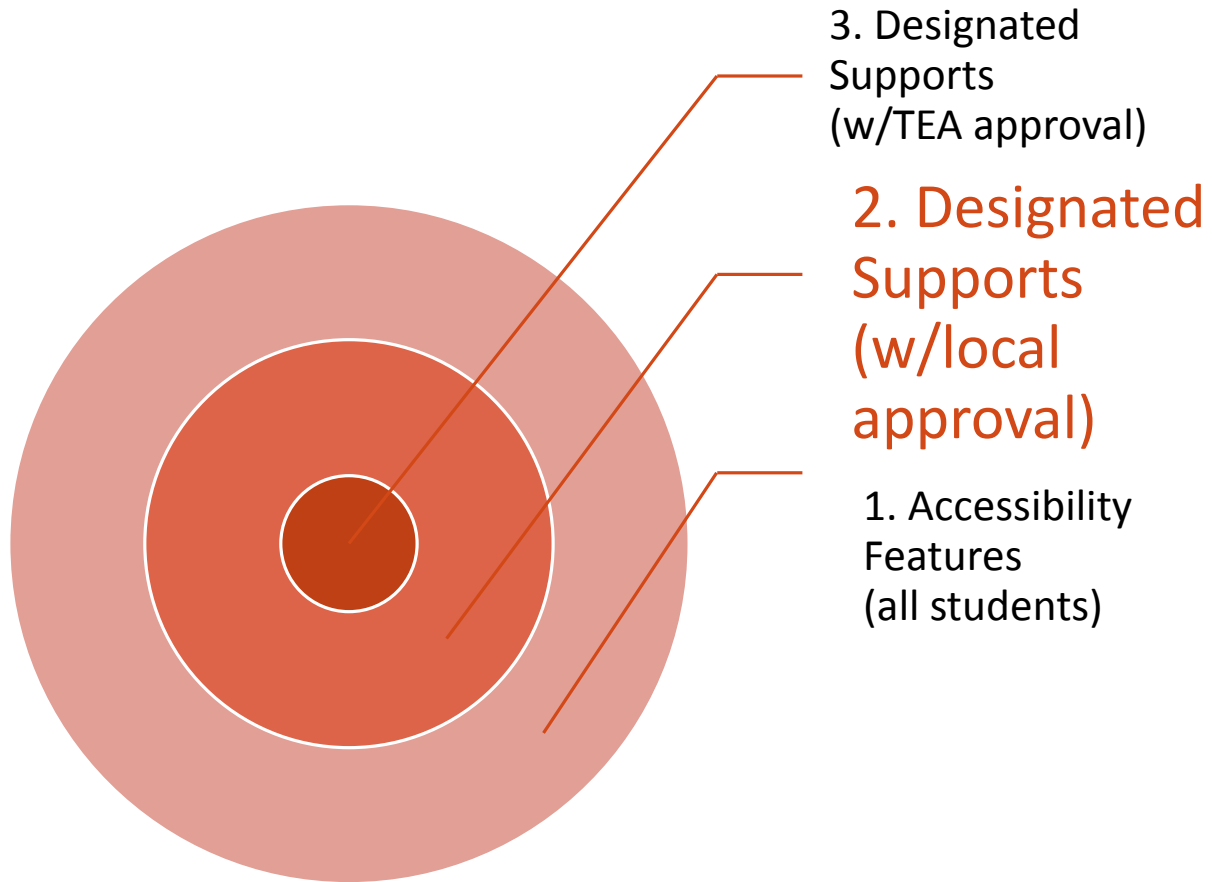 3. Designated
Supports
(w/TEA approval)
2. Designated
Supports
(w/local
approval)
1. Accessibility
Features
(all students)